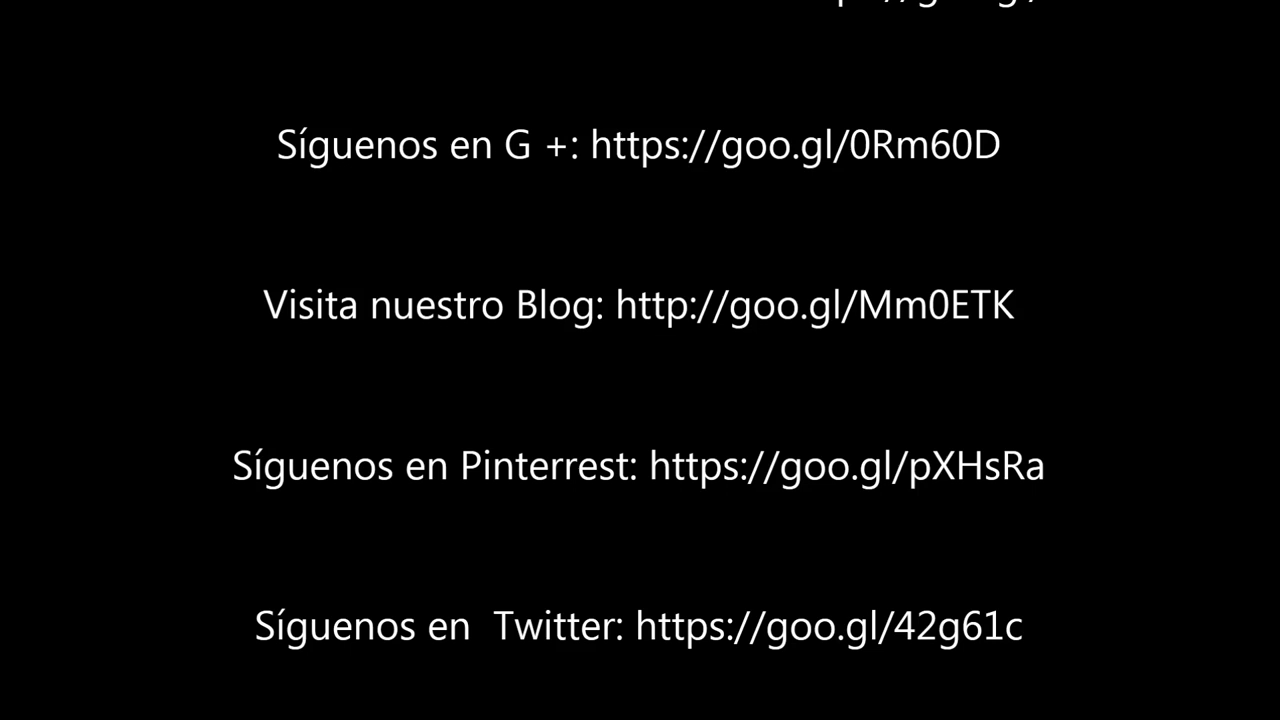 Síguenos en G +: https://goo.gl/0Rm60D
Visita nuestro Blog: http://goo.gl/Mm0ETK
Síguenos en Pinterrest: https://goo.gl/pXHsRa
Síguenos en  Twitter: https://goo.gl/42g61c